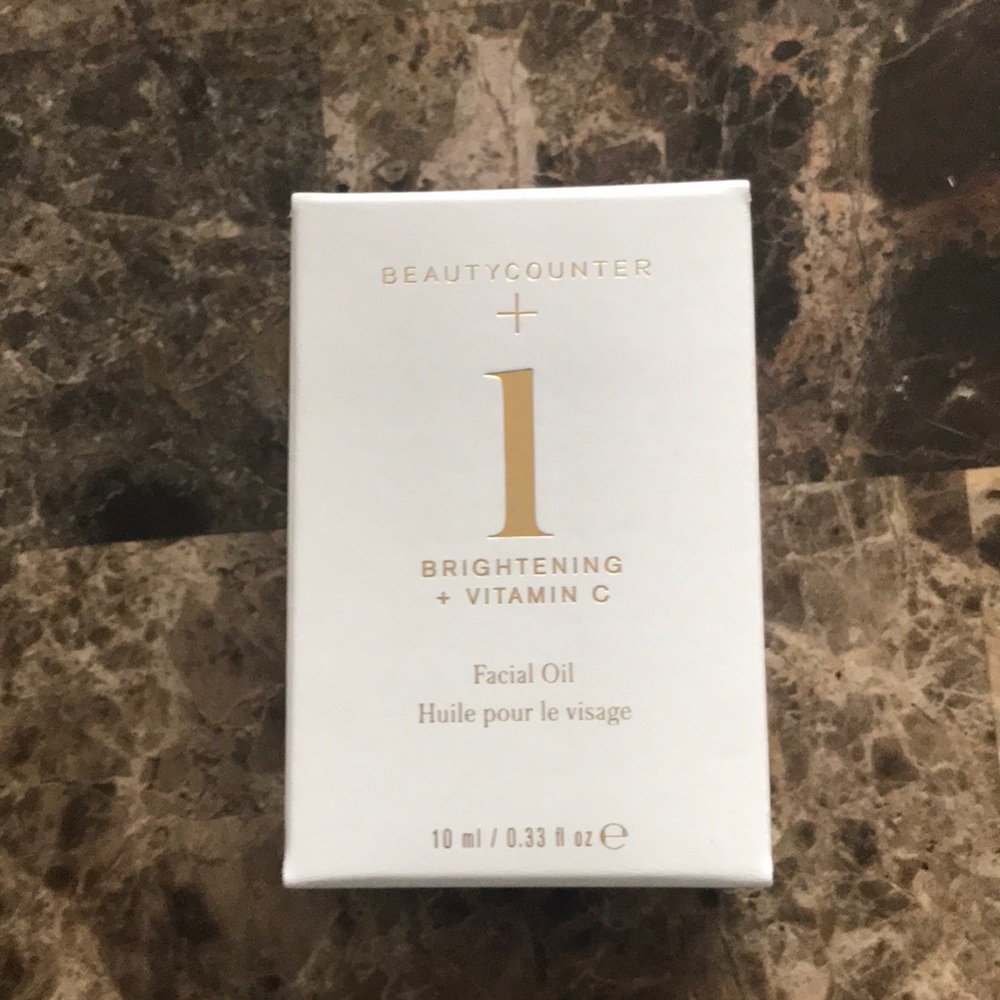 BEAUTYCOUNTER
+
1
BRIGHTENING
+ VITAMIN C
Facial Oil
Huile pour le visage
10 ml / 0.33 fl oz ℮